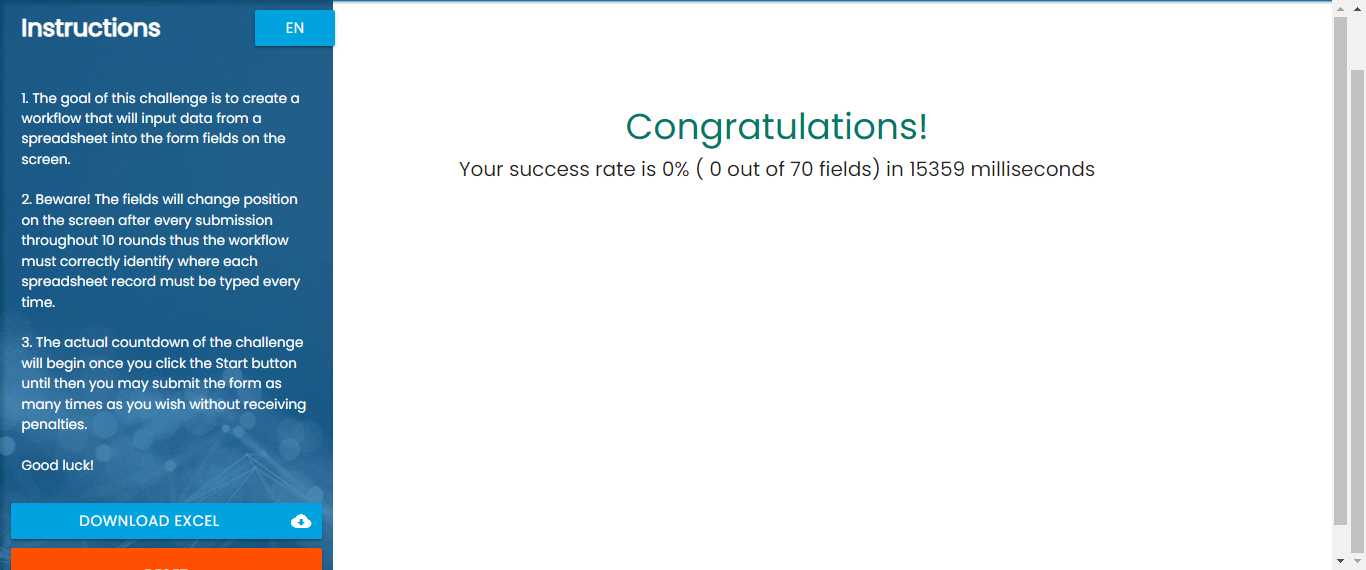 Instructions
EN
1. The goal of this challenge is to create a
workflow that will input data from a
spreadsheet into the form fields on the
screen.
2. Beware! The fields will change position
on the screen after every submission
throughout 10 rounds thus the workflow
must correctly identify where each
spreadsheet record must be typed every
time.
3. The actual countdown of the challenge
will begin once you click the Start button
until then you may submit the form as
many times as you wish without receiving
penalties.
Good luck!
DOWNLOAD EXCEL
Congratulations!
Your success rate is 0% ( 0 out of 70 fields) in 15359 milliseconds